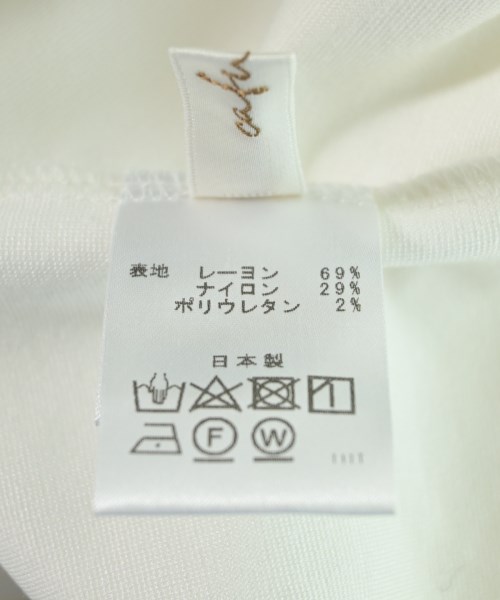 表地 レーヨン 69%
ナイロン 29%
ポリウレタン 2%
日本製
F W